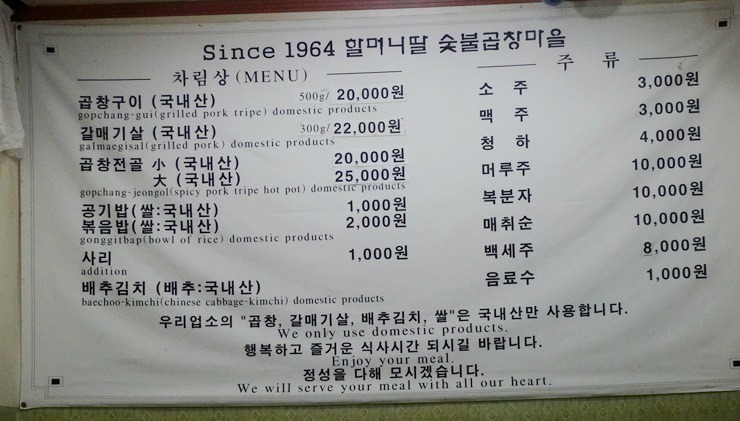 Since 1964 할머니딸 숯불곱창마을
차림상 (MENU)
곱창구이 (국내산) 500g/ 20,000원
gopchang-gui(grilled pork tripe) domestic products
갈매기살 (국내산) 300g/ 22,000원
galmaegisal(grilled pork) domestic products
곱창전골 小 (국내산) 20,000원
大 (국내산) 25,000원
gopchang-jeongol(spicy pork tripe hot pot) domestic products
공기밥(쌀:국내산) 1,000원
볶음밥(쌀:국내산) 2,000원
gonggitbap(bowl of rice) domestic products
사리 1,000원
addition
배추김치 (배추:국내산)
baechoo-kimchi(chinese cabbage-kimchi) domestic products
주 류
소 주 3,000원
맥 주 3,000원
청 하 4,000원
머루주 10,000원
복분자 10,000원
매취순 10,000원
백세주 8,000원
음료수 1,000원
우리업소의 "곱창, 갈매기살, 배추김치, 쌀"은 국내산만 사용합니다.
We only use domestic products.
행복하고 즐거운 식사시간 되시길 바랍니다.
Enjoy your meal.
정성을 다해 모시겠습니다.
We will serve your meal with all our heart.